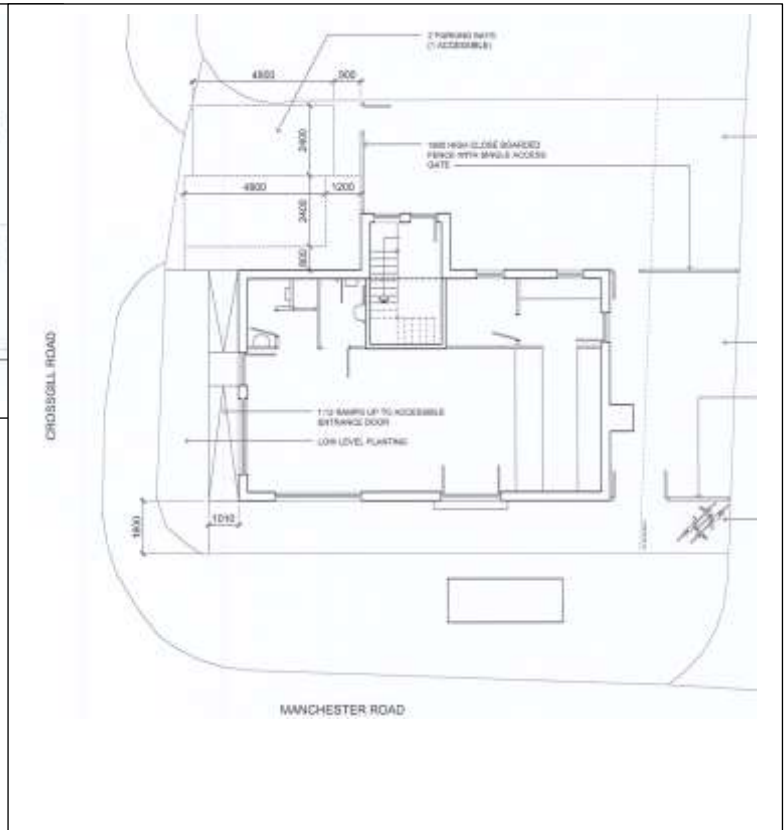 2 PARKING BAYS
(1 ACCESSIBLE)
4800
900
2400
1800 HIGH CLOSE BOARDED
FENCE WITH SINGLE ACCESS
GATE
4800
1200
2400
CROSSGILL ROAD
1:12 RAMPS UP TO ACCESSIBLE
ENTRANCE DOOR
LOW LEVEL PLANTING
1010
1800
MANCHESTER ROAD